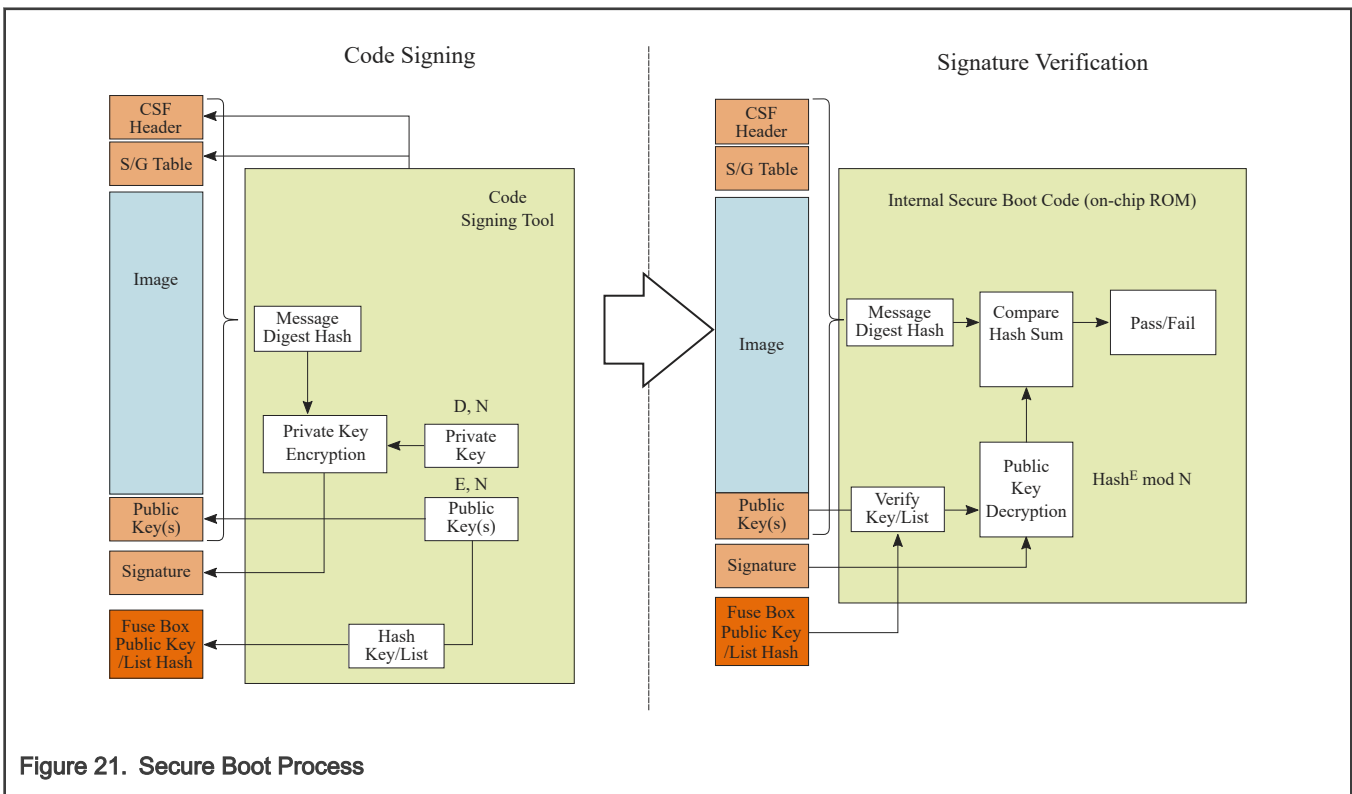 Code Signing
CSF
Header
S/G Table
Image
Public
Key(s)
Signature
Fuse Box
Public Key
/List Hash
Code
Signing Tool
Message
Digest Hash
D, N
Private Key
Encryption
Private
Key
E, N
Public
Key(s)
Hash
Key/List
Signature Verification
CSF
Header
S/G Table
Image
Public
Key(s)
Signature
Fuse Box
Public Key
/List Hash
Internal Secure Boot Code (on-chip ROM)
Message
Digest Hash
Compare
Hash Sum
Pass/Fail
Verify
Key/List
Public
Key
Decryption
Hash^E mod N
Figure 21. Secure Boot Process